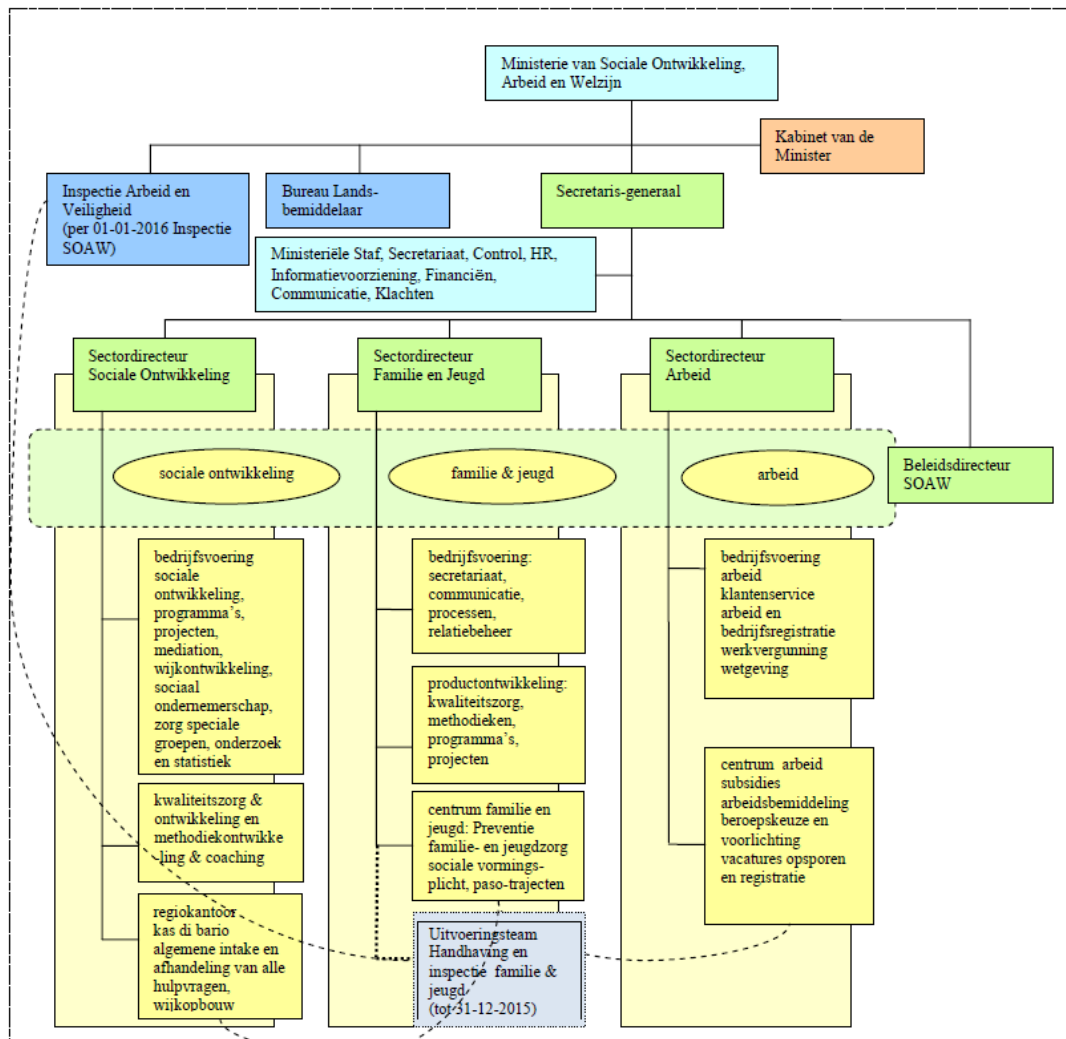 Ministerie van Sociale Ontwikkeling,
Arbeid en Welzijn
Kabinet van de
Minister
Inspectie Arbeid en
Veiligheid
(per 01-01-2016 Inspectie
SOAW)
Bureau Lands-
bemiddelaar
Secretaris-generaal
Ministeriële Staf, Secretariaat, Control, HR,
Informatievoorziening, Financiën,
Communicatie, Klachten
Sectordirecteur
Sociale Ontwikkeling
Sectordirecteur
Familie en Jeugd
Sectordirecteur
Arbeid
sociale ontwikkeling
familie & jeugd
arbeid
Beleidsdirecteur
SOAW
bedrijfsvoering
sociale
ontwikkeling,
programma's,
projecten,
mediation,
wijkontwikkeling,
sociaal
ondernemerschap,
zorg speciale
groepen, onderzoek
en statistiek
kwaliteitszorg &
ontwikkeling en
methodiekontwikke
-ling & coaching
regiokantoor
kas di bario
algemene intake en
afhandeling van alle
hulpvragen,
wijkopbouw
bedrijfsvoering:
secretariaat,
communicatie,
processen,
relatiebeheer
productontwikkeling:
kwaliteitszorg,
methodieken,
programma's,
projecten
centrum familie en
jeugd: Preventie
familie- en jeugdzorg
sociale vormings-
plicht, paso-trajecten
Uitvoeringsteam
Handhaving en
inspectie familie &
jeugd
(tot 31-12-2015)
bedrijfsvoering
arbeid
klantenservice
arbeid en
bedrijfsregistratie
werkvergunning
wetgeving
centrum arbeid
subsidies
arbeidsbemiddeling
beroepskeuze en
voorlichting
vacatures opsporen
en registratie